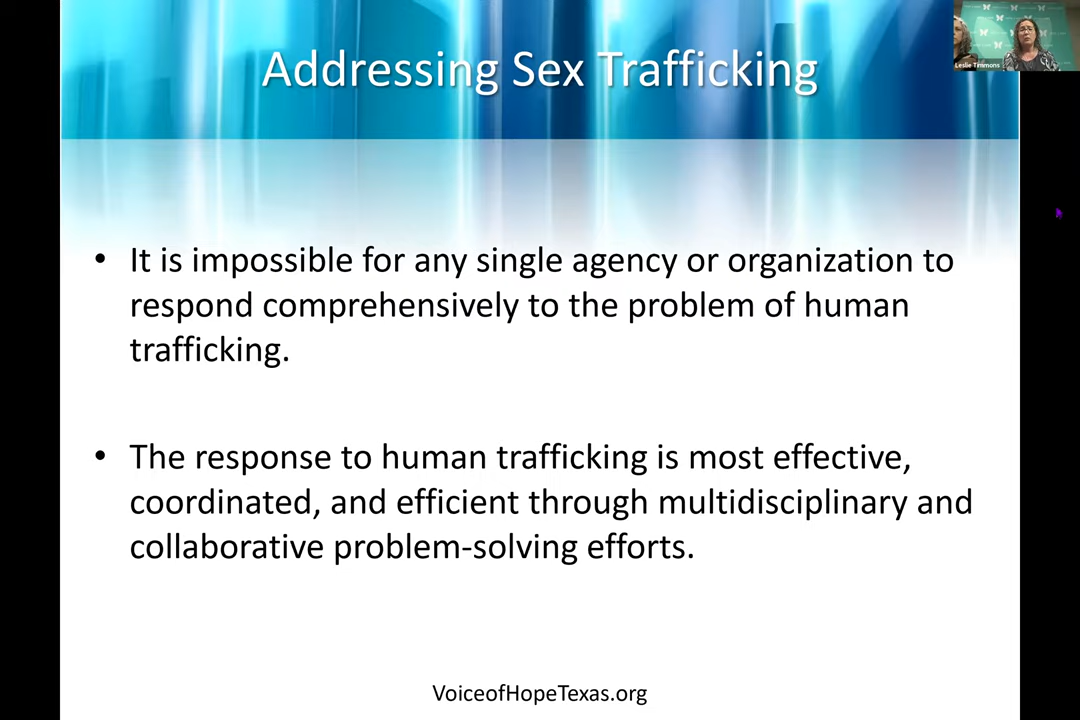 Addressing Sex Trafficking
Leslie Timmons
• It is impossible for any single agency or organization to
respond comprehensively to the problem of human
trafficking.
• The response to human trafficking is most effective,
coordinated, and efficient through multidisciplinary and
collaborative problem-solving efforts.
VoiceofHopeTexas.org